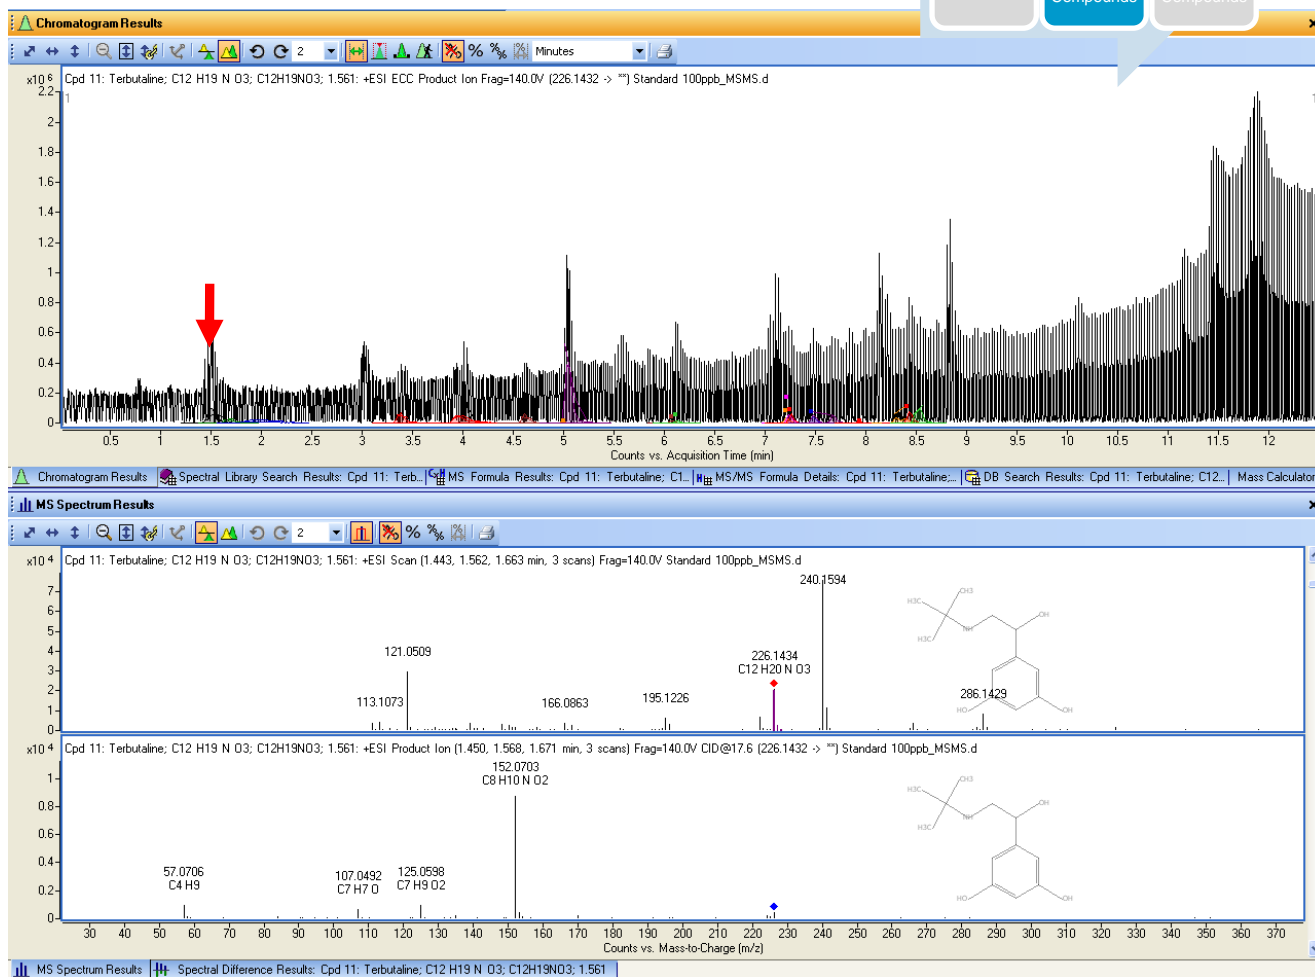 Compounds
Compounds
Chromatogram Results
2
Minutes
x10 6
Cpd 11: Terbutaline; C12 H19 N O3; C12H19NO3; 1.561: +ESI ECC Product Ion Frag=140.0V (226.1432 -> **) Standard 100ppb_MSMS.d
2.2
1
1
2
1.8
1.6
1.4
1.2
1
0.8
0.6
0.4
0.2
0
0.5 1 1.5 2 2.5 3 3.5 4 4.5 5 5.5 6 6.5 7 7.5 8 8.5 9 9.5 10 10.5 11 11.5 12
Counts vs. Acquisition Time (min)
Chromatogram Results Spectral Library Search Results: Cpd 11: Terb... MS Formula Results: Cpd 11: Terbutaline; C1... MS/MS Formula Details: Cpd 11: Terbutaline;... DB Search Results: Cpd 11: Terbutaline; C12... Mass Calculator
MS Spectrum Results
2
x10 4
Cpd 11: Terbutaline; C12 H19 N O3; C12H19NO3; 1.561: +ESI Scan (1.443, 1.562, 1.663 min, 3 scans) Frag=140.0V Standard 100ppb_MSMS.d
7
6
5
4
3
2
1
0
113.1073
121.0509
166.0863
195.1226
226.1434
C12 H20 N O3
240.1594
286.1429
H3C
CH3
H3C
NH
OH
HO
OH
x10 4
Cpd 11: Terbutaline; C12 H19 N O3; C12H19NO3; 1.561: +ESI Product Ion (1.450, 1.568, 1.671 min, 3 scans) Frag=140.0V CID@17.6 (226.1432 -> **) Standard 100ppb_MSMS.d
1
0.8
0.6
0.4
0.2
0
57.0706
C4 H9
107.0492
C7 H7 O
125.0598
C7 H9 O2
152.0703
C8 H10 N O2
H3C
CH3
H3C
NH
OH
HO
OH
30 40 50 60 70 80 90 100 110 120 130 140 150 160 170 180 190 200 210 220 230 240 250 260 270 280 290 300 310 320 330 340 350 360 370
Counts vs. Mass-to-Charge (m/z)
MS Spectrum Results Spectral Difference Results: Cpd 11: Terbutaline; C12 H19 N O3; C12H19NO3; 1.561